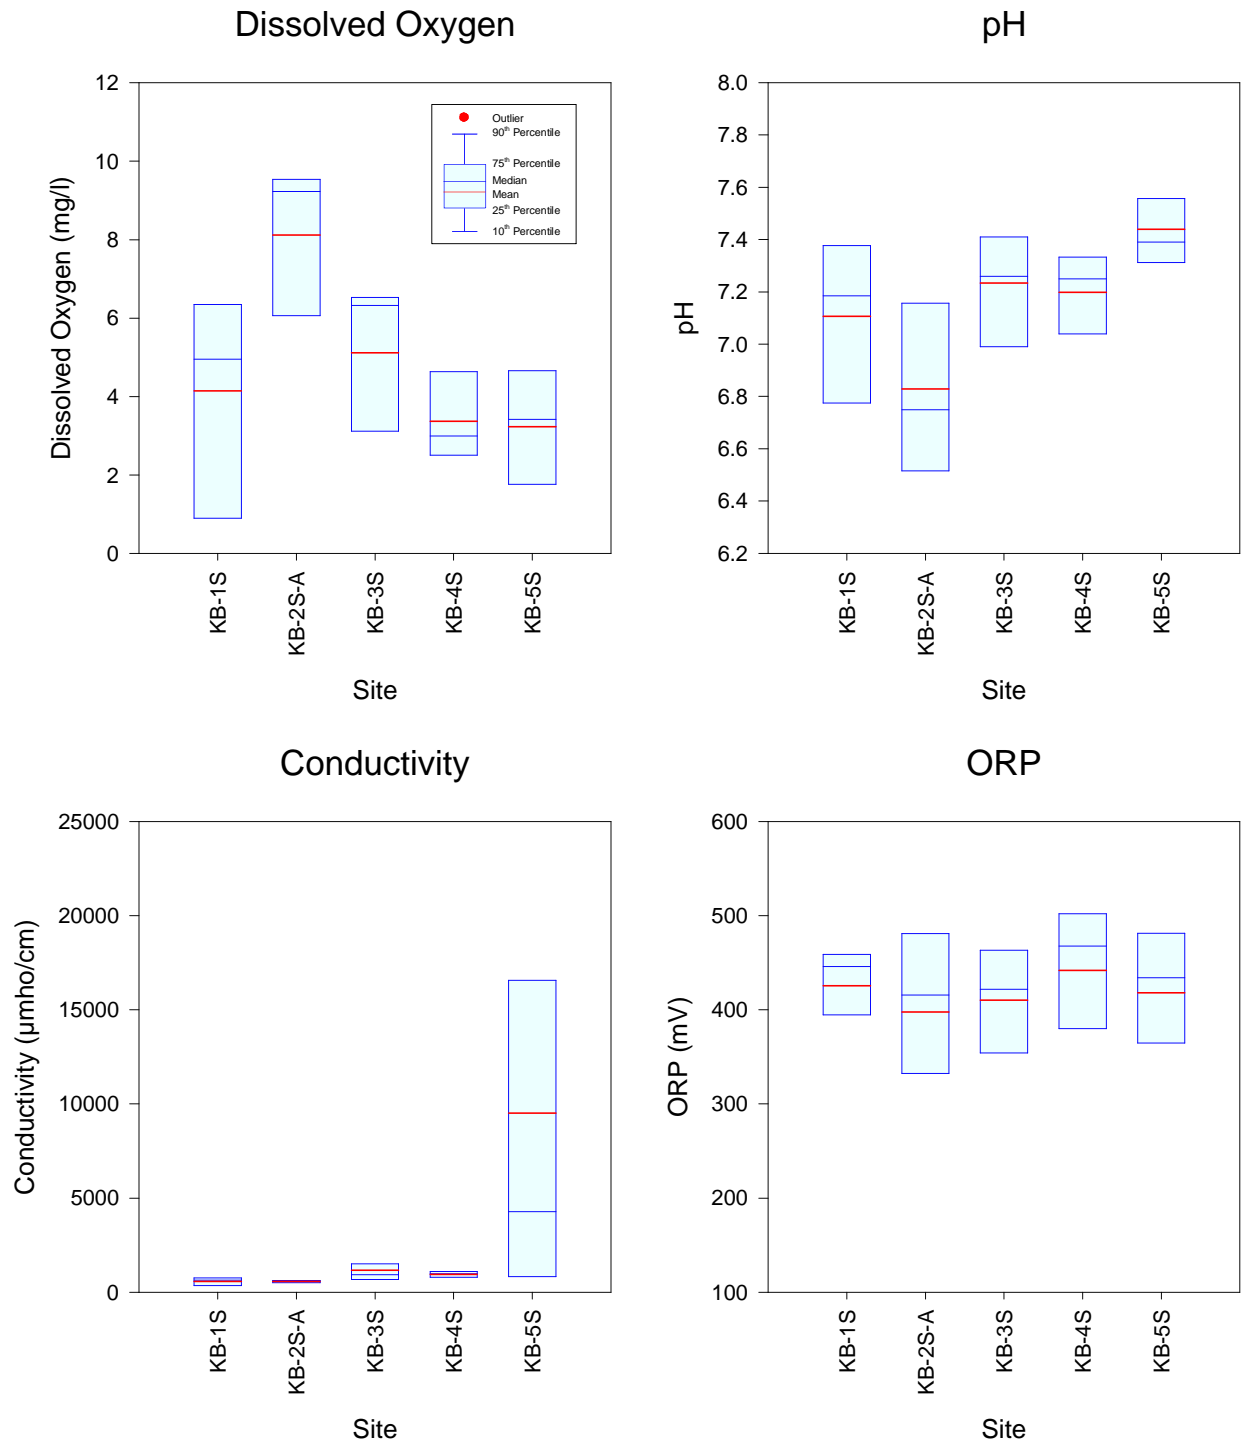 Dissolved Oxygen
Dissolved Oxygen (mg/l)
12
10
8
6
4
2
0
Outlier
90th Percentile
75th Percentile
Median
Mean
25th Percentile
10th Percentile
KB-1S
KB-2S-A
KB-3S
KB-4S
KB-5S
Site
pH
pH
8.0
7.8
7.6
7.4
7.2
7.0
6.8
6.6
6.4
6.2
KB-1S
KB-2S-A
KB-3S
KB-4S
KB-5S
Site
Conductivity
Conductivity (µmho/cm)
25000
20000
15000
10000
5000
0
KB-1S
KB-2S-A
KB-3S
KB-4S
KB-5S
Site
ORP
ORP (mV)
600
500
400
300
200
100
KB-1S
KB-2S-A
KB-3S
KB-4S
KB-5S
Site